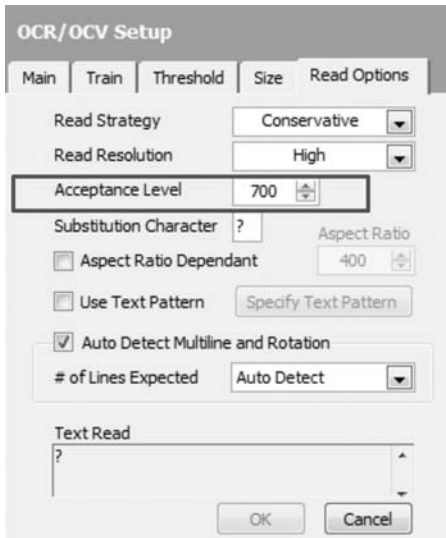 OCR/OCV Setup
Main Train Threshold Size Read Options
Read Strategy Conservative
Read Resolution High
Acceptance Level 700
Substitution Character ?
Aspect Ratio
Aspect Ratio Dependant 400
Use Text Pattern Specify Text Pattern
Auto Detect Multiline and Rotation
# of Lines Expected Auto Detect
Text Read
?
OK Cancel